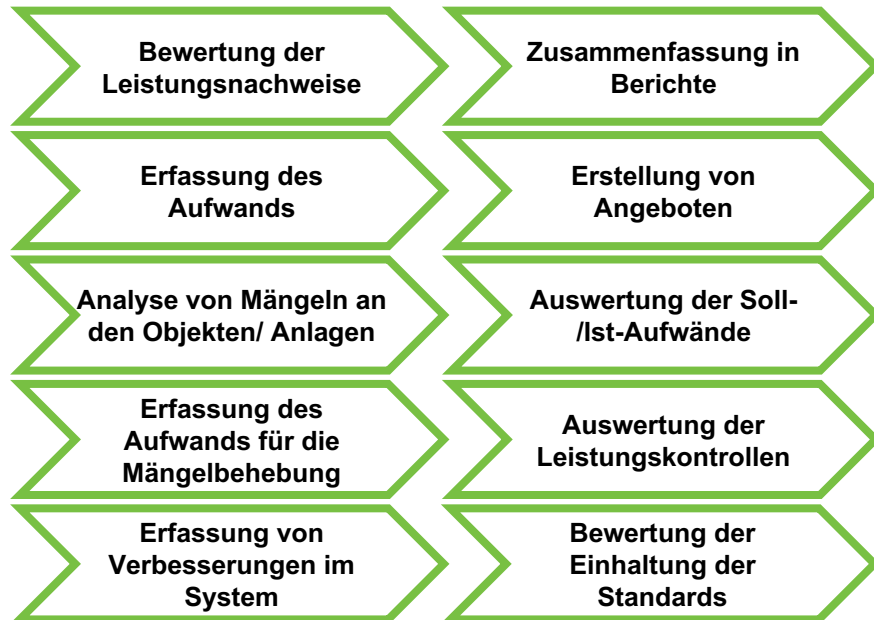 Bewertung der
Leistungsnachweise
Zusammenfassung in
Berichte
Erfassung des
Aufwands
Erstellung von
Angeboten
Analyse von Mängeln an
den Objekten/ Anlagen
Auswertung der Soll-
/Ist-Aufwände
Erfassung des
Aufwands für die
Mängelbehebung
Auswertung der
Leistungskontrollen
Erfassung von
Verbesserungen im
System
Bewertung der
Einhaltung der
Standards